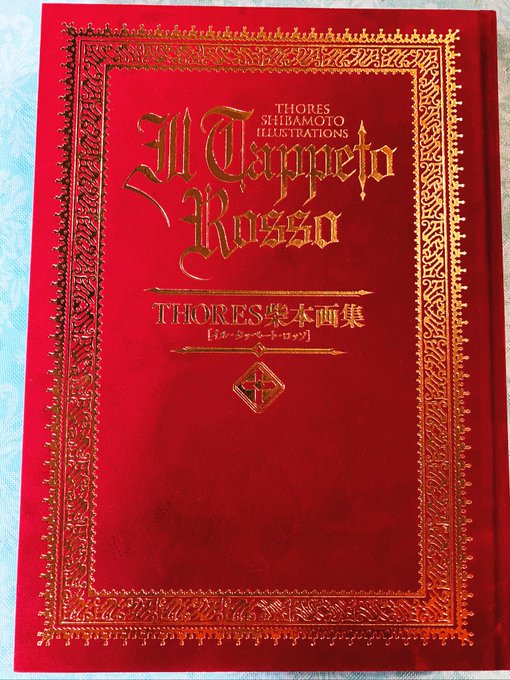 THORES
SHIBAMOTO
ILLUSTRATIONS
Il Tappeto
Rosso
THORES柴本画集
[イル・タッペート・ロッソ]